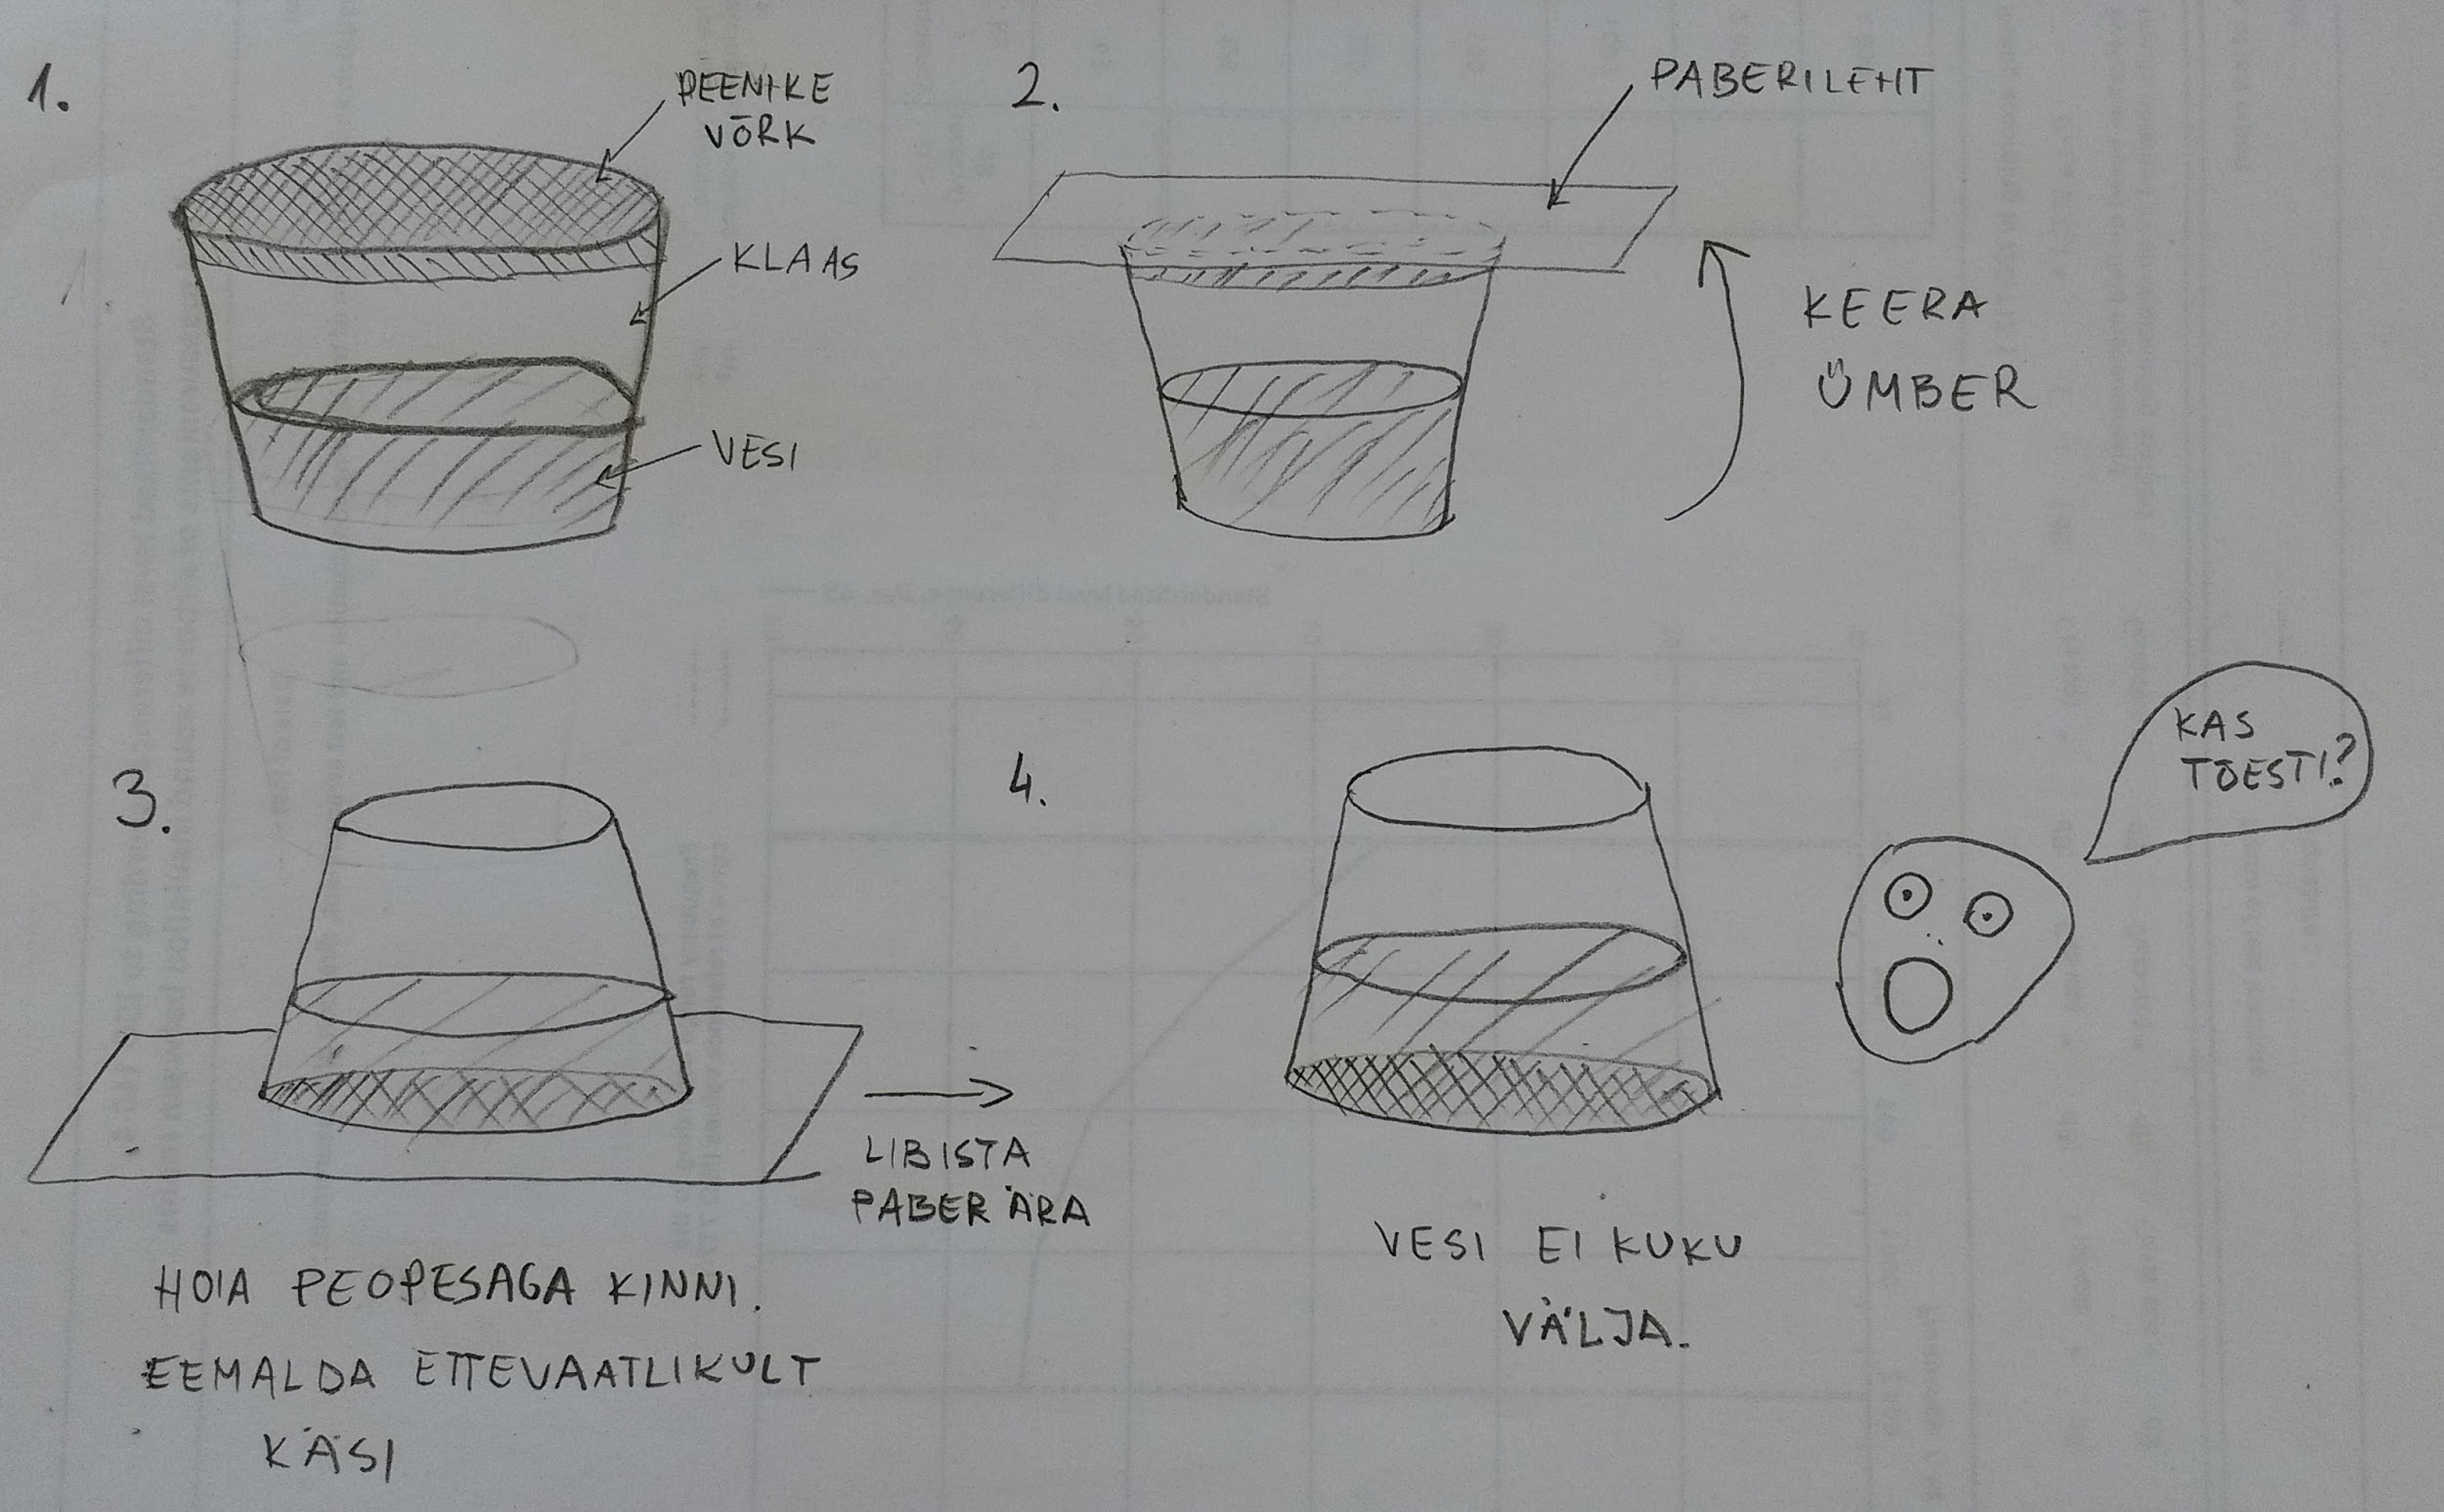 1.
PEENIKE
VÕRK
KLAAS
VESI
2.
PABERILEHT
KEERA
ÜMBER
3.
LIBISTA
PABER ÄRA
HOIA PEOPESAGA KINNI.
EEMALDA ETTEVAATLIKULT
KÄSI
4.
KAS
TÕESTI?
VESI EI KUKU
VÄLJA.